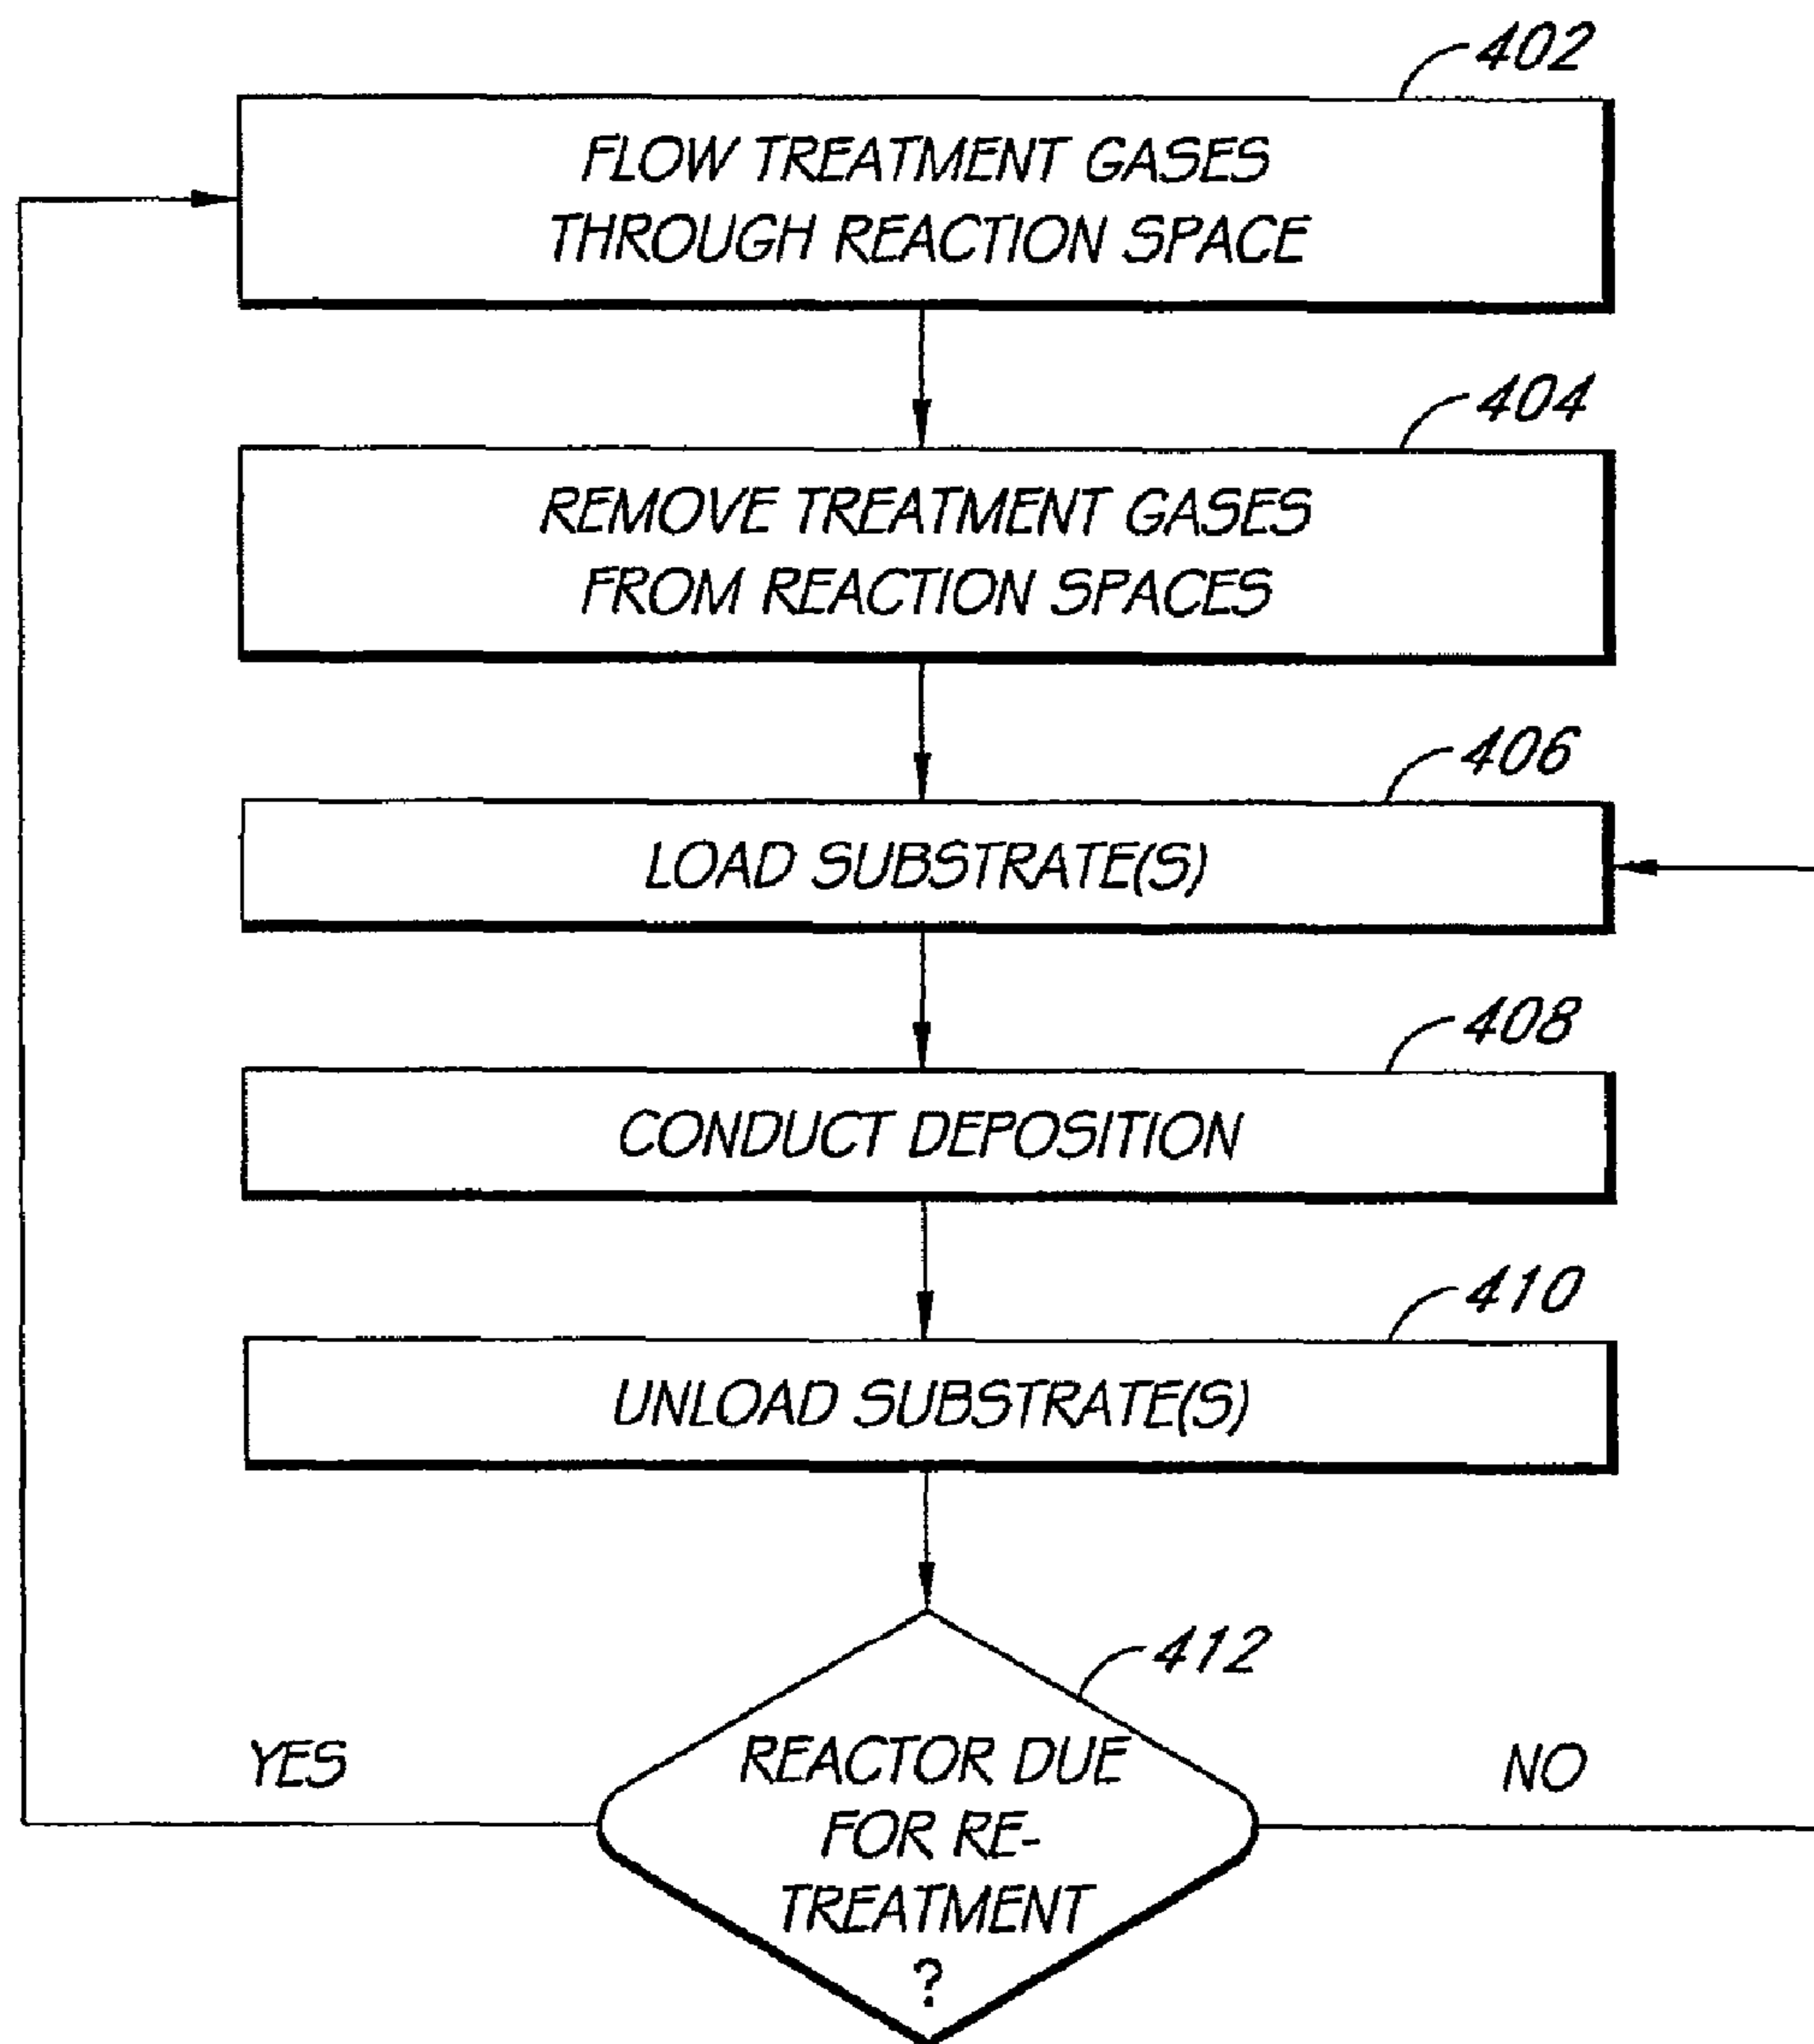 402
FLOW TREATMENT GASES
THROUGH REACTION SPACE
404
REMOVE TREATMENT GASES
FROM REACTION SPACES
406
LOAD SUBSTRATE(S)
408
CONDUCT DEPOSITION
410
UNLOAD SUBSTRATE(S)
412
YES
REACTOR DUE
FOR RE-
TREATMENT
?
NO